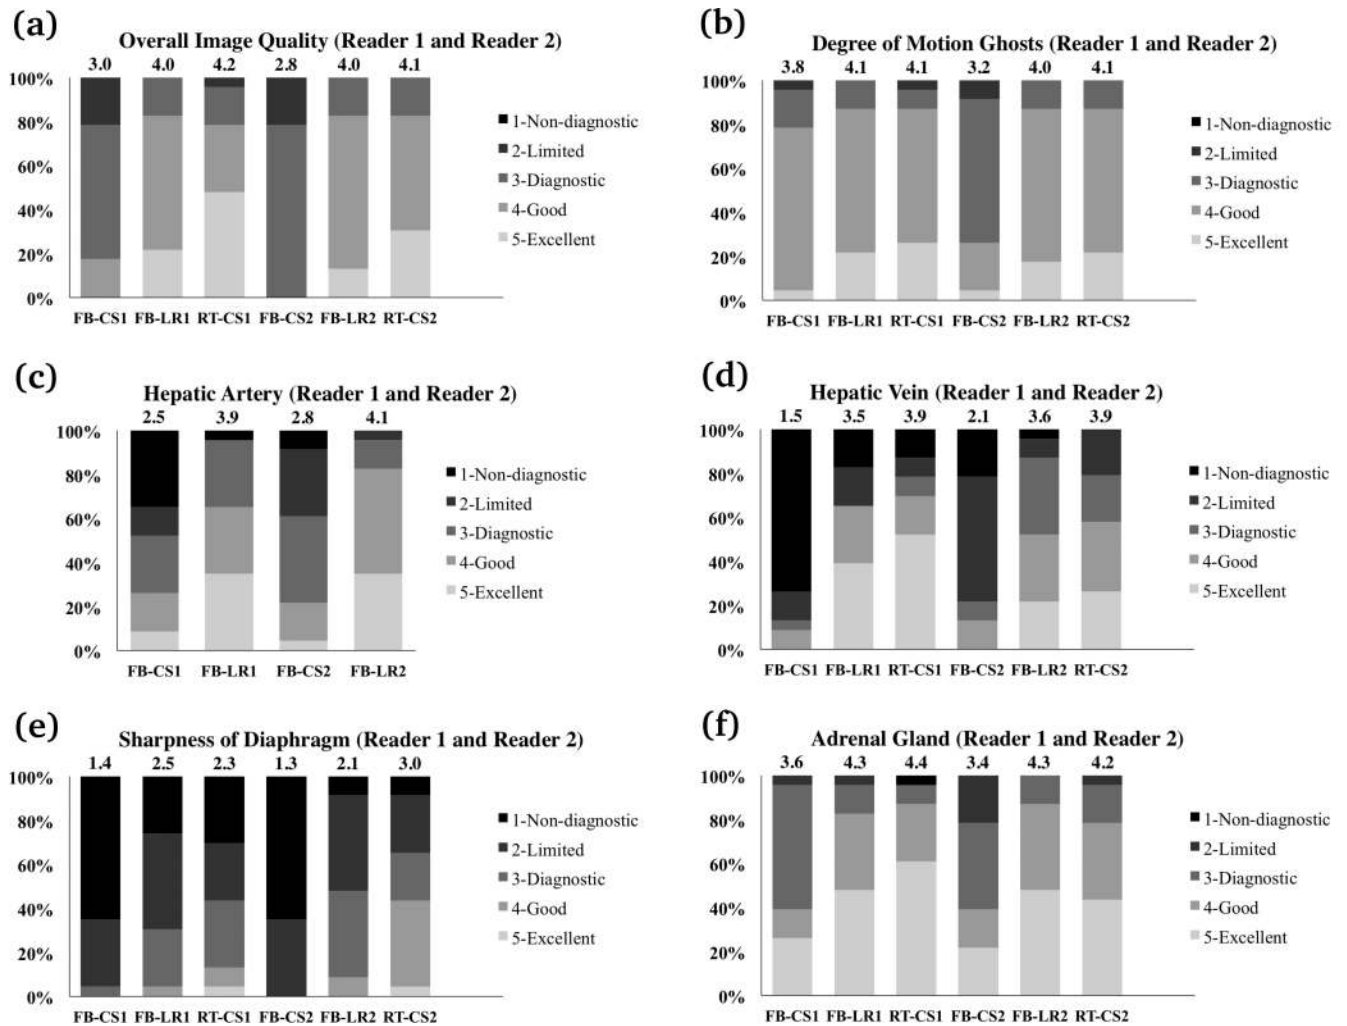 (a)
Overall Image Quality (Reader 1 and Reader 2)
3.0 4.0 4.2 2.8 4.0 4.1
100%
80%
60%
40%
20%
0%
FB-CS1 FB-LR1 RT-CS1 FB-CS2 FB-LR2 RT-CS2
1-Non-diagnostic
2-Limited
3-Diagnostic
4-Good
5-Excellent
(b)
Degree of Motion Ghosts (Reader 1 and Reader 2)
3.8 4.1 4.1 3.2 4.0 4.1
100%
80%
60%
40%
20%
0%
FB-CS1 FB-LR1 RT-CS1 FB-CS2 FB-LR2 RT-CS2
1-Non-diagnostic
2-Limited
3-Diagnostic
4-Good
5-Excellent
(c)
Hepatic Artery (Reader 1 and Reader 2)
2.5 3.9 2.8 4.1
100%
80%
60%
40%
20%
0%
FB-CS1 FB-LR1 FB-CS2 FB-LR2
1-Non-diagnostic
2-Limited
3-Diagnostic
4-Good
5-Excellent
(d)
Hepatic Vein (Reader 1 and Reader 2)
1.5 3.5 3.9 2.1 3.6 3.9
100%
80%
60%
40%
20%
0%
FB-CS1 FB-LR1 RT-CS1 FB-CS2 FB-LR2 RT-CS2
1-Non-diagnostic
2-Limited
3-Diagnostic
4-Good
5-Excellent
(e)
Sharpness of Diaphragm (Reader 1 and Reader 2)
1.4 2.5 2.3 1.3 2.1 3.0
100%
80%
60%
40%
20%
0%
FB-CS1 FB-LR1 RT-CS1 FB-CS2 FB-LR2 RT-CS2
1-Non-diagnostic
2-Limited
3-Diagnostic
4-Good
5-Excellent
(f)
Adrenal Gland (Reader 1 and Reader 2)
3.6 4.3 4.4 3.4 4.3 4.2
100%
80%
60%
40%
20%
0%
FB-CS1 FB-LR1 RT-CS1 FB-CS2 FB-LR2 RT-CS2
1-Non-diagnostic
2-Limited
3-Diagnostic
4-Good
5-Excellent